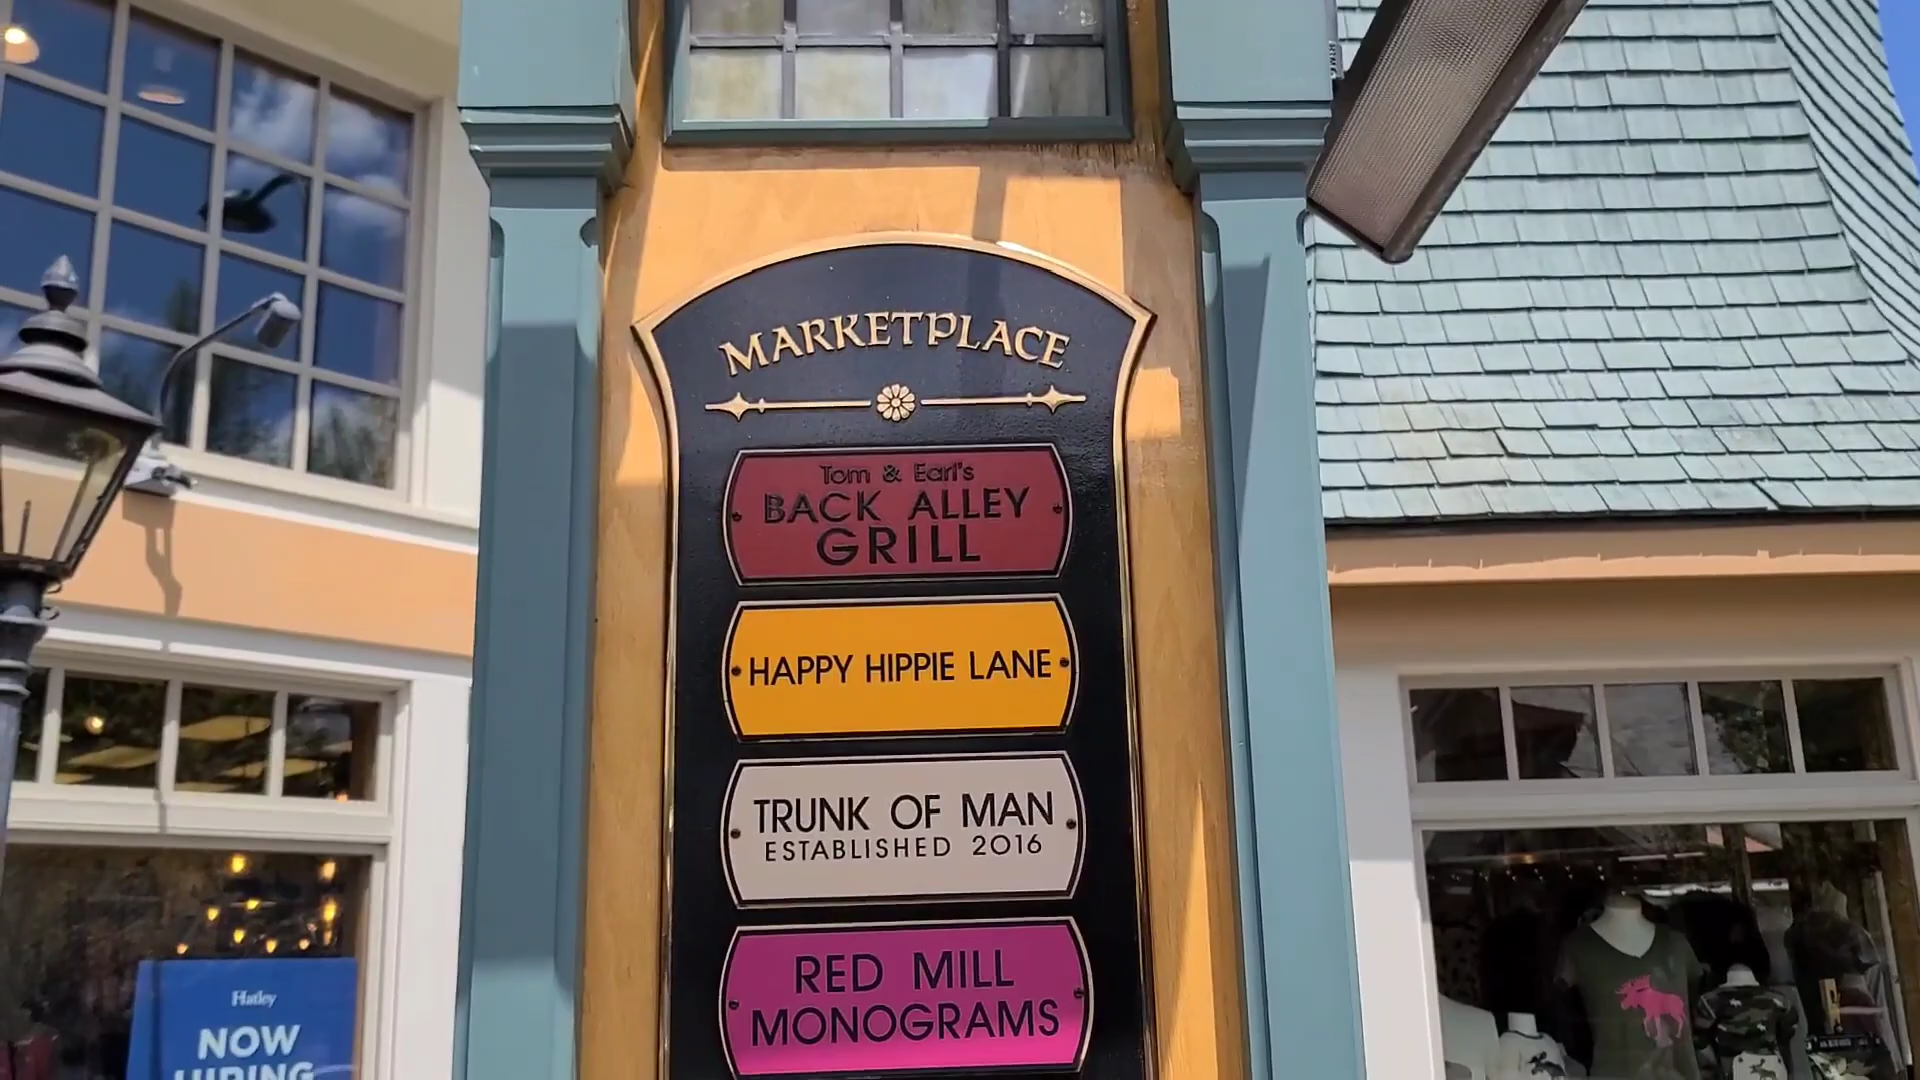 MARKETPLACE
Tom & Earl's
BACK ALLEY
GRILL
HAPPY HIPPIE LANE
TRUNK OF MAN
ESTABLISHED 2016
RED MILL
MONOGRAMS
Hatley
NOW
HIRING